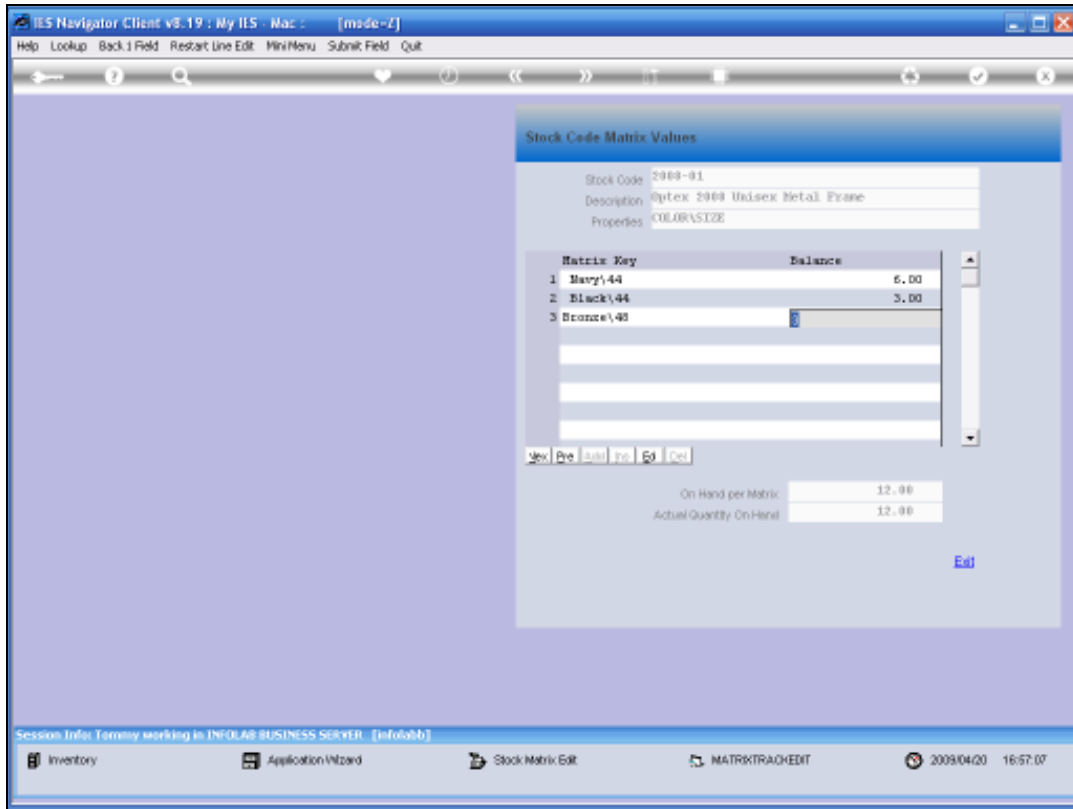 IES Navigator Client v8.19 : My IES - Mac : [mode=Z]
Help Lookup Back 1 Field Restart Line Edit MiniMenu Submit Field Quit
Stock Code Matrix Values
Stock Code 2000-01
Description Optex 2000 Unisex Metal Frame
Properties COLOR\SIZE
Matrix Key Balance
1 Navy\44 6.00
2 Black\44 3.00
3 Bronze\48 3
Nex Pre Add Ins Ed Del
On Hand per Matrix 12.00
Actual Quantity On Hand 12.00
Exit
Session Info: Tommy working in INFOLAB BUSINESS SERVER [infolabb]
Inventory Application Wizard Stock Matrix Edit MATRIXTRACKEDIT 2009/04/20 16:57:07